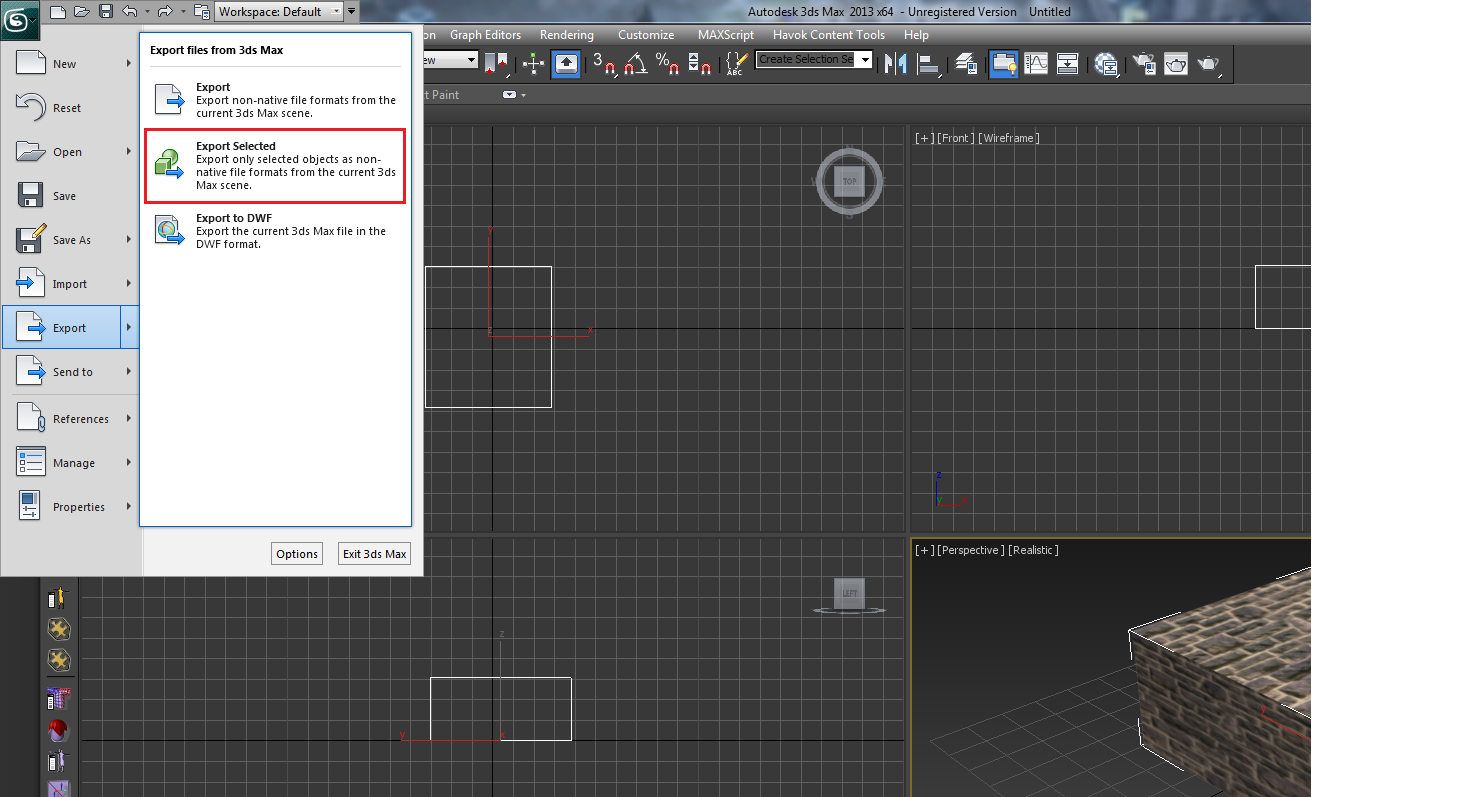 Workspace: Default
Autodesk 3ds Max 2013 x64 - Unregistered Version Untitled
on Graph Editors Rendering Customize MAXScript Havok Content Tools Help
ew
3
%
ABC
Create Selection Se
t Paint
New
Reset
Open
Save
Save As
Import
Export
Send to
References
Manage
Properties
Export files from 3ds Max
Export
Export non-native file formats from the
current 3ds Max scene.
Export Selected
Export only selected objects as non-
native file formats from the current 3ds
Max scene.
Export to DWF
Export the current 3ds Max file in the
DWF format.
Options
Exit 3ds Max
TOP
y
z
x
[+] [Front] [Wireframe]
z
y
x
LEFT
z
y
x
[+] [Perspective] [Realistic]